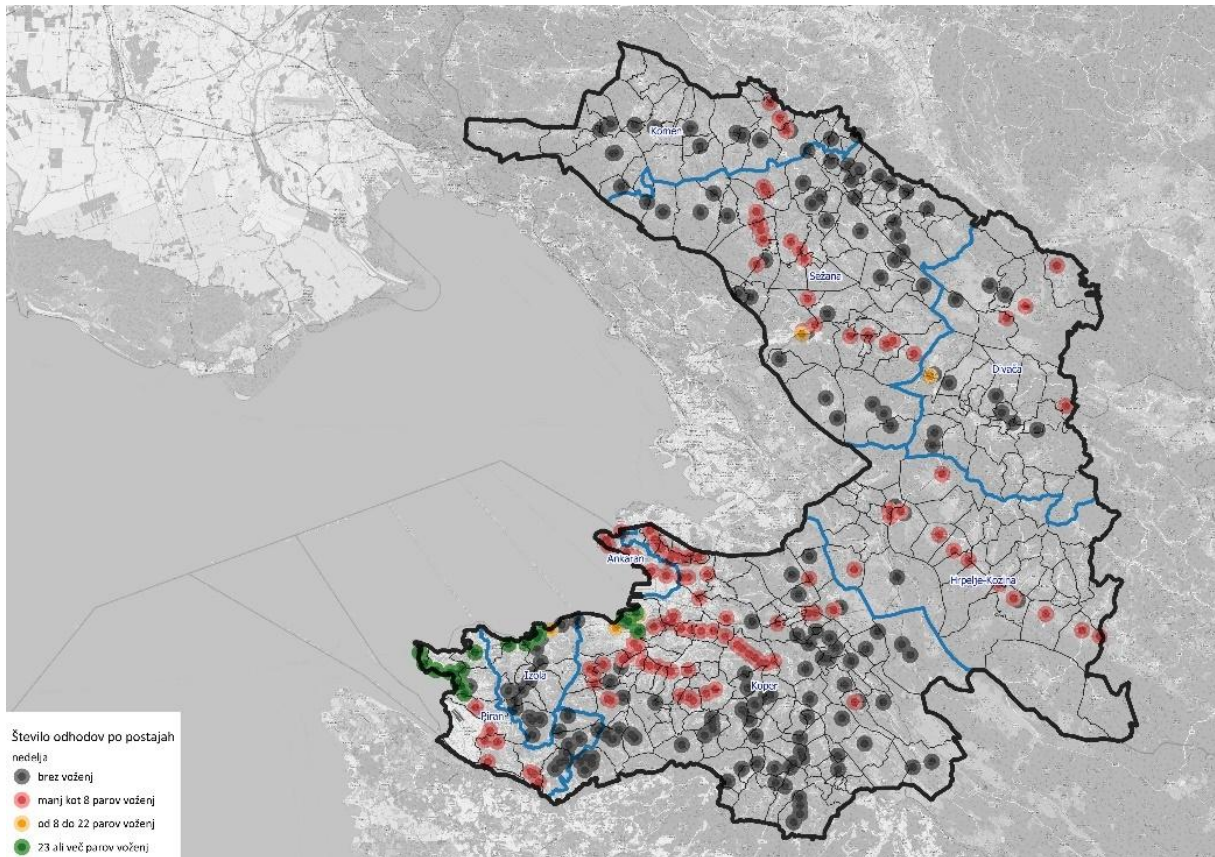 Komen
Sežana
Divača
Ankaran
Hrpelje-Kozina
Izola
Koper
Piran
Število odhodov po postajah
nedelja
brez voženj
manj kot 8 parov voženj
od 8 do 22 parov voženj
23 ali več parov voženj